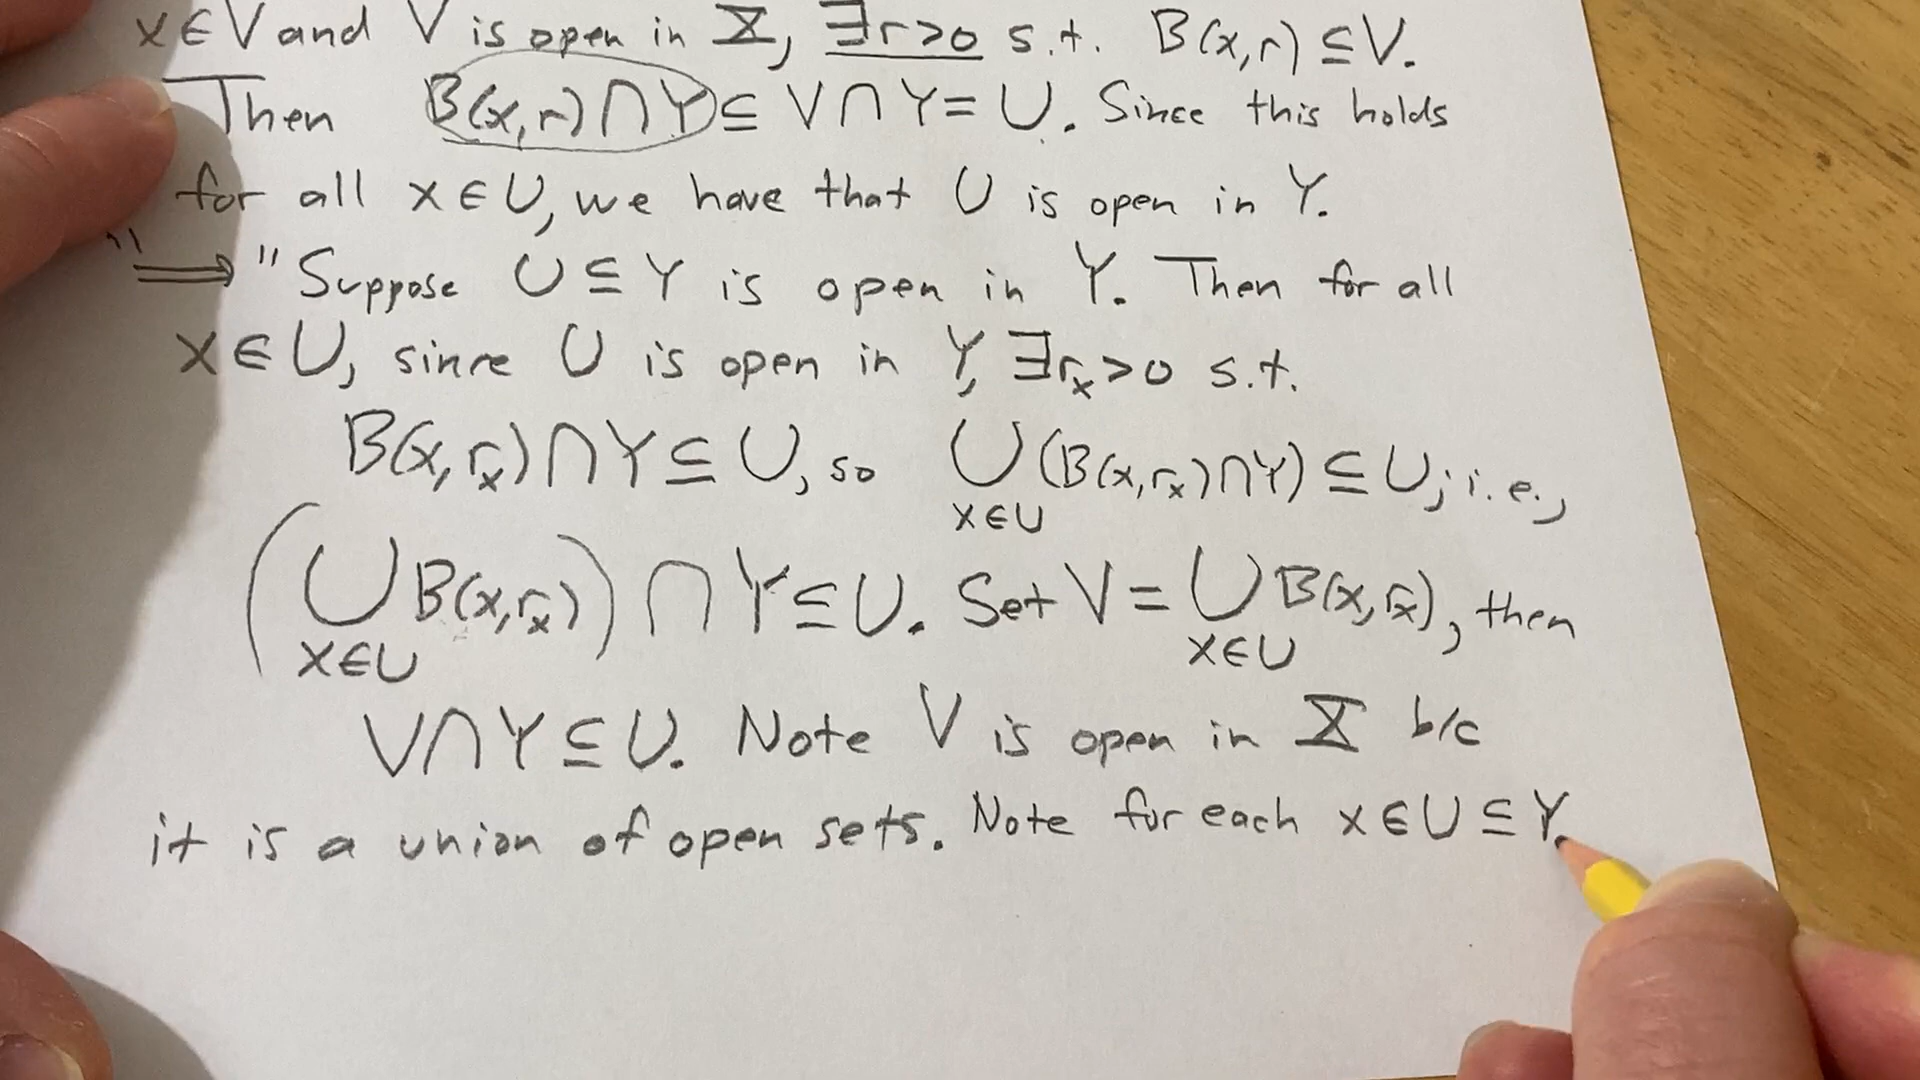 x ∈ V and V is open in X, ∃r>0 s.t. B(x,r) ⊆ V.
Then B(x,r) ∩ Y ⊆ V ∩ Y = U. Since this holds
for all x ∈ U, we have that U is open in Y.
"⟹" Suppose U ⊆ Y is open in Y. Then for all
x ∈ U, since U is open in Y, ∃rₓ>0 s.t.
B(x,rₓ) ∩ Y ⊆ U, so ⋃_{x∈U} (B(x,rₓ) ∩ Y) ⊆ U; i.e.,
(⋃_{x∈U} B(x,rₓ)) ∩ Y ⊆ U. Set V = ⋃_{x∈U} B(x,rₓ), then
V ∩ Y ⊆ U. Note V is open in X b/c
it is a union of open sets. Note for each x ∈ U ⊆ Y,